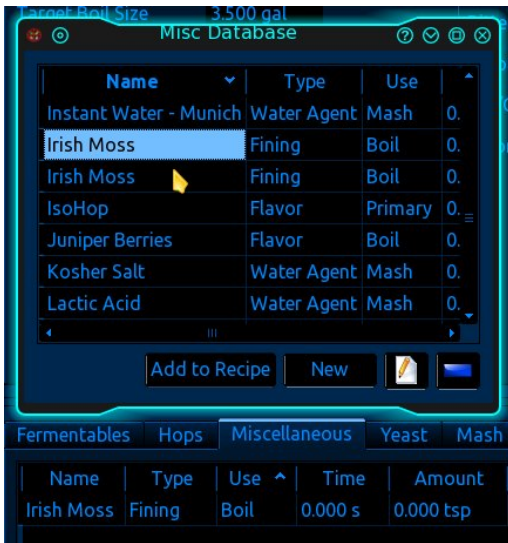 Target Boil Size 3.500 gal
Misc Database
Name Type Use
Instant Water - Munich Water Agent Mash 0.
Irish Moss Fining Boil 0.
Irish Moss Fining Boil 0.
IsoHop Flavor Primary 0.
Juniper Berries Flavor Boil 0.
Kosher Salt Water Agent Mash 0.
Lactic Acid Water Agent Mash 0.
Add to Recipe New
Fermentables Hops Miscellaneous Yeast Mash
Name Type Use Time Amount
Irish Moss Fining Boil 0.000 s 0.000 tsp